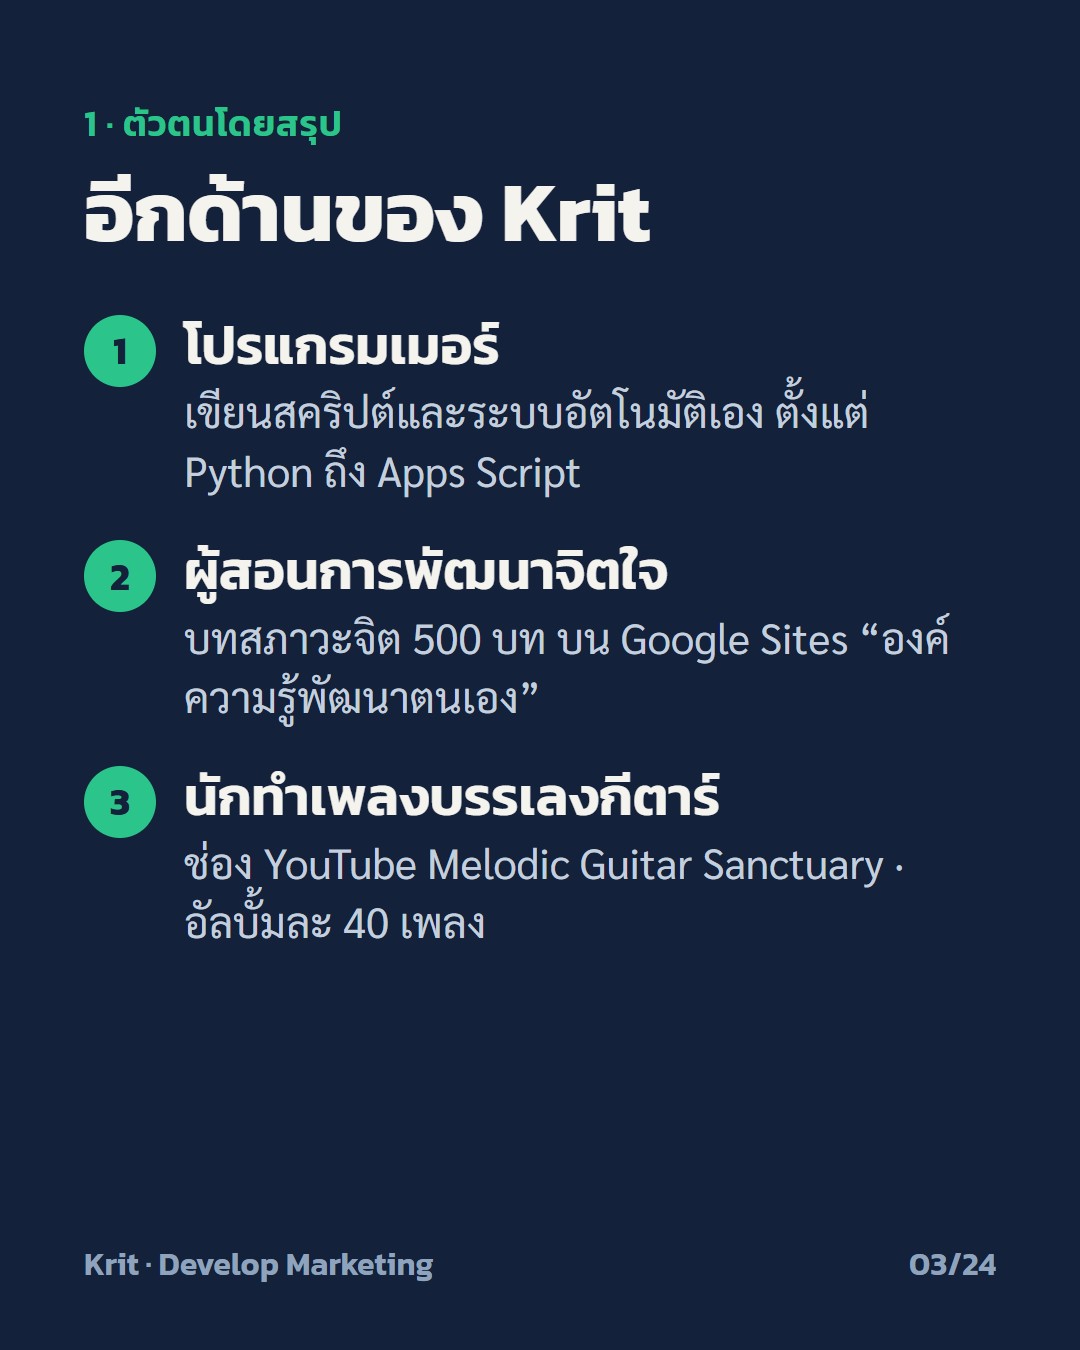 1 · ตัวตนโดยสรุป
อีกด้านของ Krit
1
โปรแกรมเมอร์
เขียนสคริปต์และระบบอัตโนมัติเอง ตั้งแต่
Python ถึง Apps Script
2
ผู้สอนการพัฒนาจิตใจ
บทสภาวะจิต 500 บท บน Google Sites “องค์
ความรู้พัฒนาตนเอง”
3
นักทำเพลงบรรเลงกีตาร์
ช่อง YouTube Melodic Guitar Sanctuary ·
อัลบั้มละ 40 เพลง
Krit · Develop Marketing
03/24